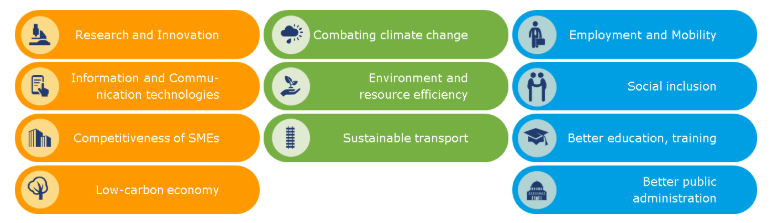 Research and Innovation
Information and Commu-
nication technologies
Competitiveness of SMEs
Low-carbon economy
Combating climate change
Environment and
resource efficiency
Sustainable transport
Employment and Mobility
Social inclusion
Better education, training
Better public
administration